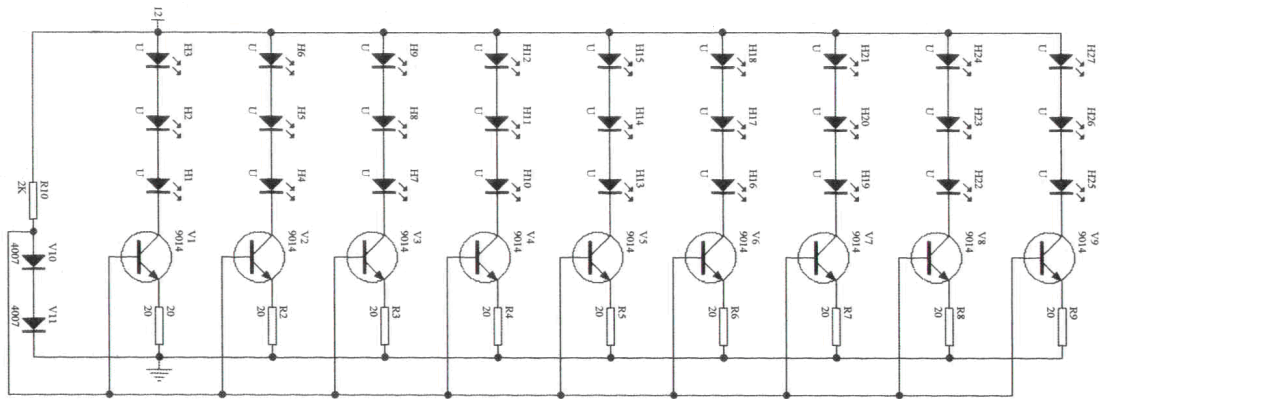 12
H3
U
H6
U
H9
U
H12
U
H15
U
H18
U
H21
U
H24
U
H27
U
H2
U
H5
U
H8
U
H11
U
H14
U
H17
U
H20
U
H23
U
H26
U
H1
U
H4
U
H7
U
H10
U
H13
U
H16
U
H19
U
H22
U
H25
U
R10
2K
V1
9014
V2
9014
V3
9014
V4
9014
V5
9014
V6
9014
V7
9014
V8
9014
V9
9014
V10
4007
V11
4007
20
20
R2
20
R3
20
R4
20
R5
20
R6
20
R7
20
R8
20
R9
20